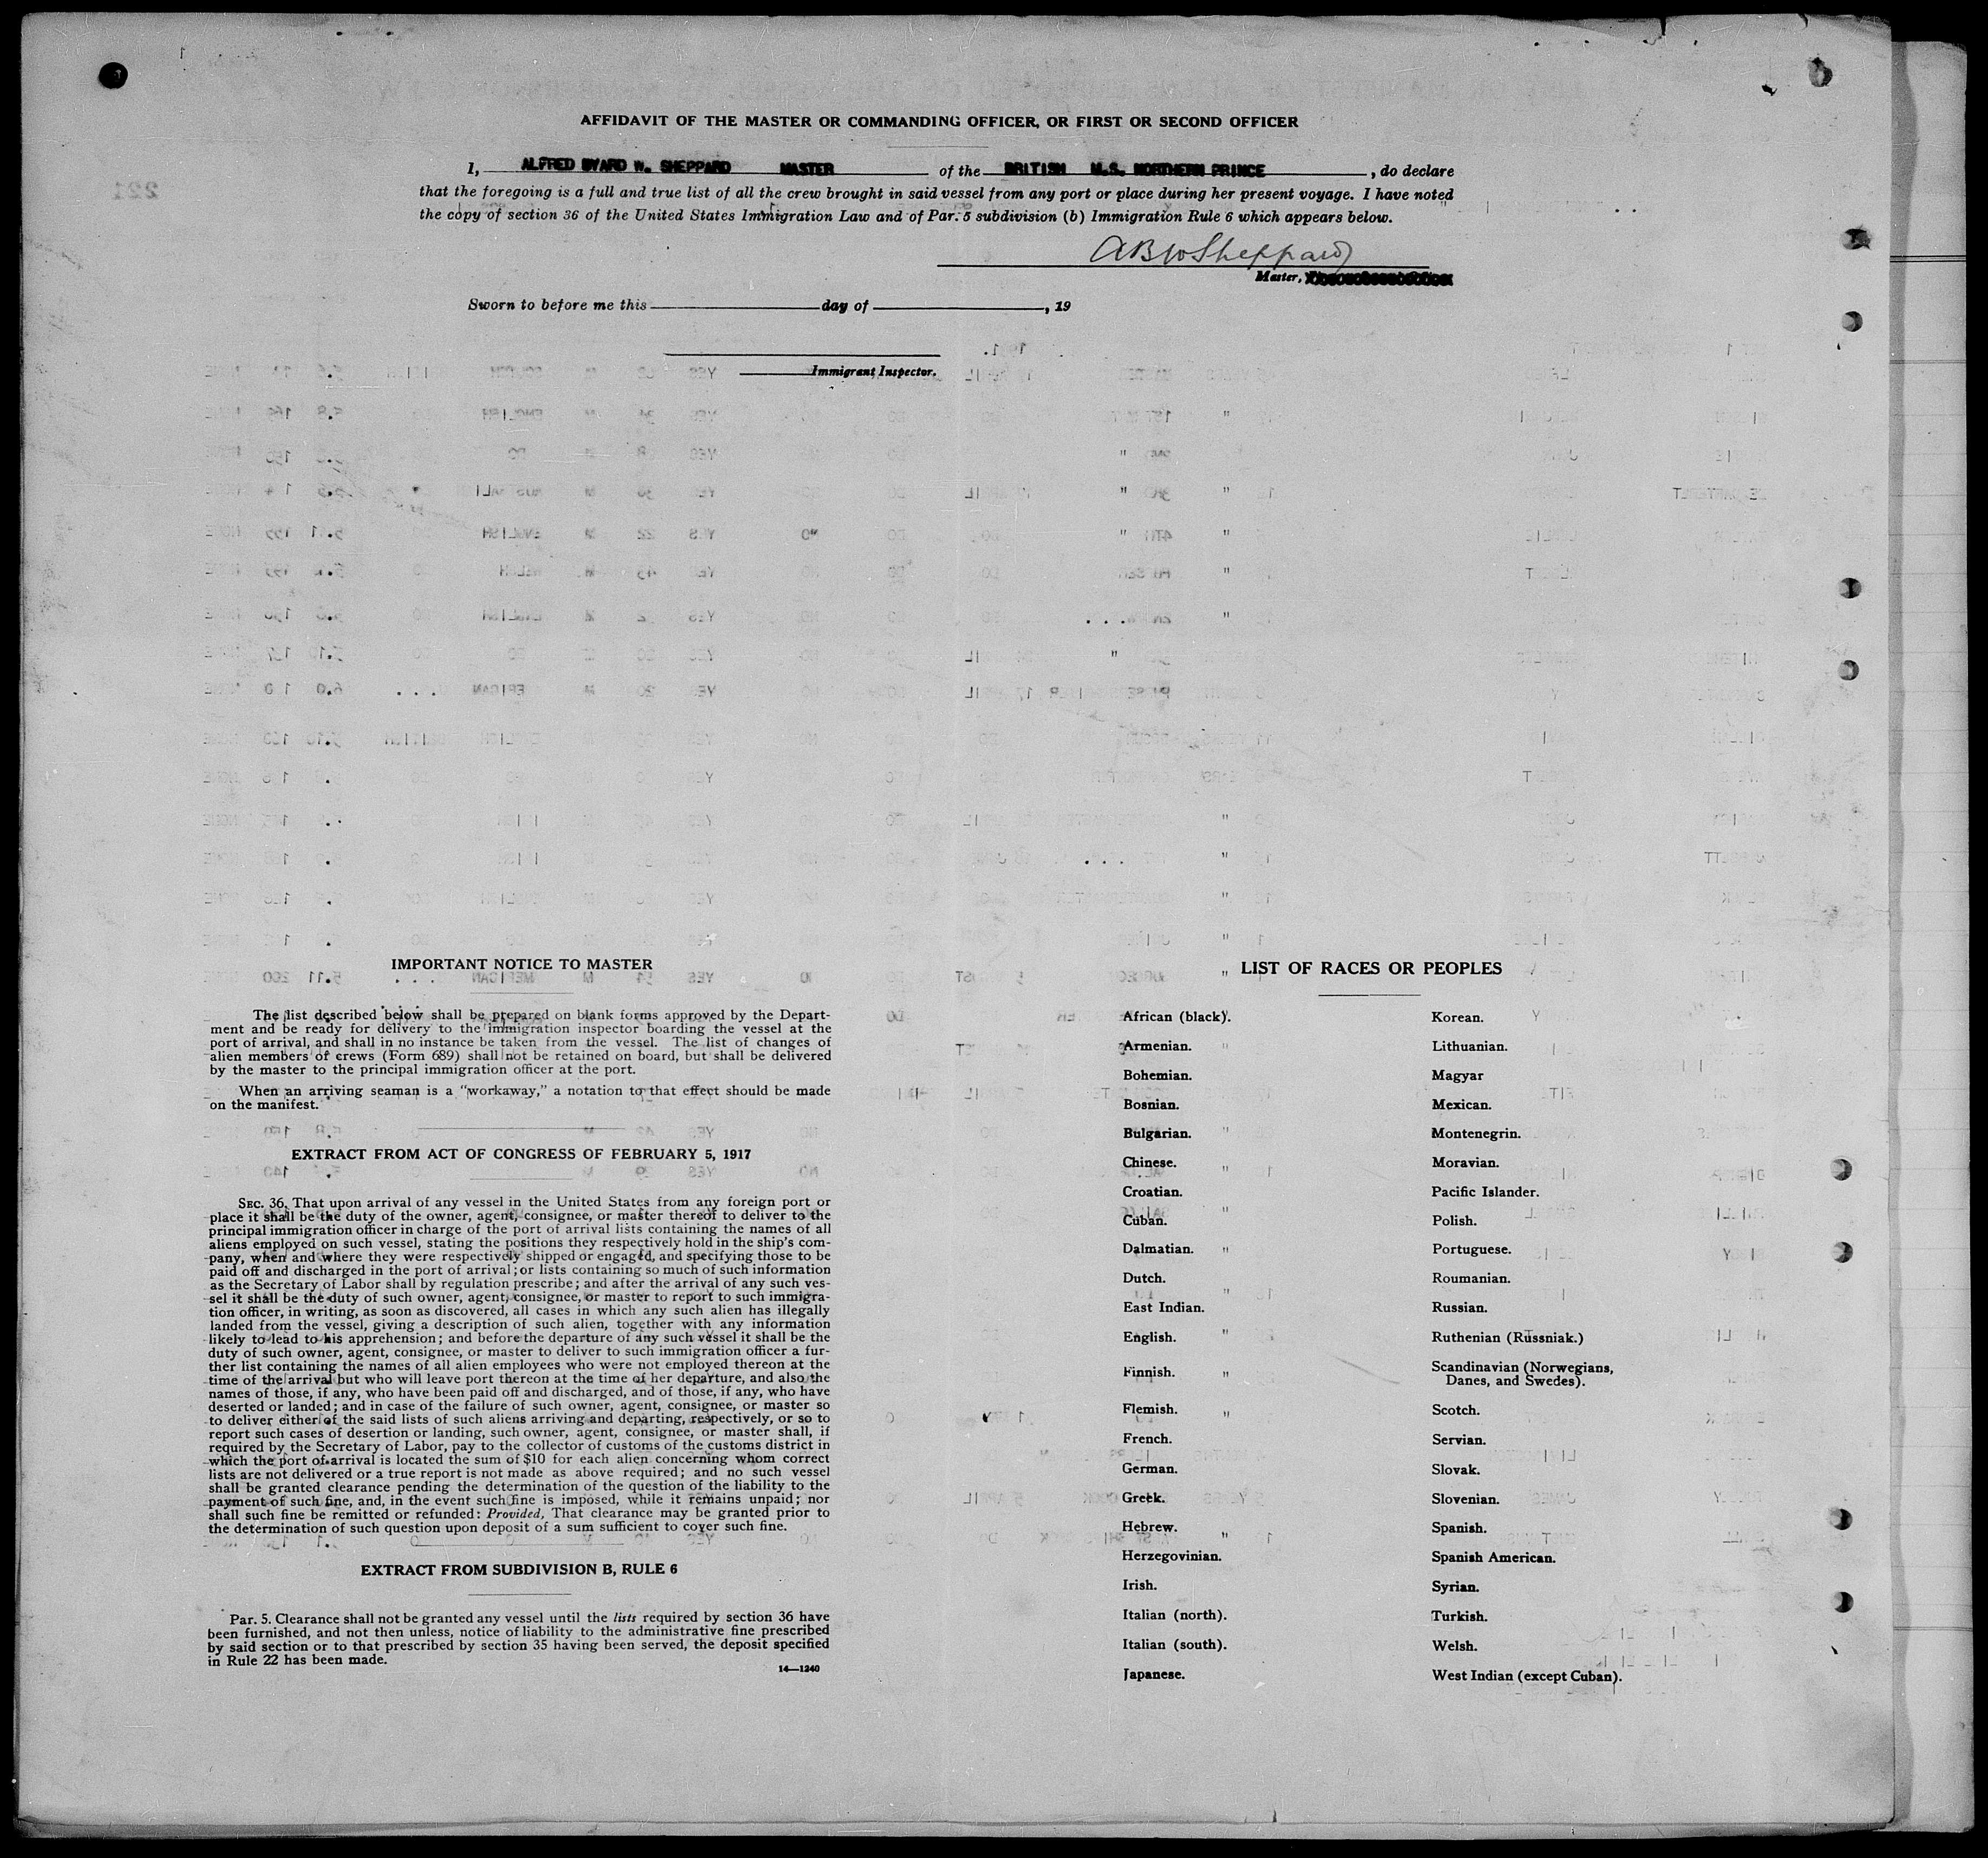 AFFIDAVIT OF THE MASTER OR COMMANDING OFFICER, OR FIRST OR SECOND OFFICER
I, ALFRED BYARD W. SHEPPARD MASTER of the BRITISH M.S. NORTHERN PRINCE, do declare
that the foregoing is a full and true list of all the crew brought in said vessel from any port or place during her present voyage. I have noted
the copy of section 36 of the United States Immigration Law and of Par. 5 subdivision (b) Immigration Rule 6 which appears below.
ABW Sheppard
Master,
Sworn to before me this day of , 19
Immigrant Inspector.
IMPORTANT NOTICE TO MASTER
The list described below shall be prepared on blank forms approved by the Depart-
ment and be ready for delivery to the immigration inspector boarding the vessel at the
port of arrival, and shall in no instance be taken from the vessel. The list of changes of
alien members of crews (Form 689) shall not be retained on board, but shall be delivered
by the master to the principal immigration officer at the port.
When an arriving seaman is a “workaway,” a notation to that effect should be made
on the manifest.
EXTRACT FROM ACT OF CONGRESS OF FEBRUARY 5, 1917
SEC. 36. That upon arrival of any vessel in the United States from any foreign port or
place it shall be the duty of the owner, agent, consignee, or master thereof to deliver to the
principal immigration officer in charge of the port of arrival lists containing the names of all
aliens employed on such vessel, stating the positions they respectively hold in the ship's com-
pany, when and where they were respectively shipped or engaged, and specifying those to be
paid off and discharged in the port of arrival; or lists containing so much of such information
as the Secretary of Labor shall by regulation prescribe; and after the arrival of any such ves-
sel it shall be the duty of such owner, agent, consignee, or master to report to such immigra-
tion officer, in writing, as soon as discovered, all cases in which any such alien has illegally
landed from the vessel, giving a description of such alien, together with any information
likely to lead to his apprehension; and before the departure of any such vessel it shall be the
duty of such owner, agent, consignee, or master to deliver to such immigration officer a fur-
ther list containing the names of all alien employees who were not employed thereon at the
time of the arrival but who will leave port thereon at the time of her departure, and also the
names of those, if any, who have been paid off and discharged, and of those, if any, who have
deserted or landed; and in case of the failure of such owner, agent, consignee, or master so
to deliver either of the said lists of such aliens arriving and departing, respectively, or so to
report such cases of desertion or landing, such owner, agent, consignee, or master shall, if
required by the Secretary of Labor, pay to the collector of customs of the customs district in
which the port of arrival is located the sum of $10 for each alien concerning whom correct
lists are not delivered or a true report is not made as above required; and no such vessel
shall be granted clearance pending the determination of the question of the liability to the
payment of such fine, and, in the event such fine is imposed, while it remains unpaid; nor
shall such fine be remitted or refunded: Provided, That clearance may be granted prior to
the determination of such question upon deposit of a sum sufficient to cover such fine.
EXTRACT FROM SUBDIVISION B, RULE 6
Par. 5. Clearance shall not be granted any vessel until the lists required by section 36 have
been furnished, and not then unless, notice of liability to the administrative fine prescribed
by said section or to that prescribed by section 35 having been served, the deposit specified
in Rule 22 has been made.
14—1240
LIST OF RACES OR PEOPLES
African (black).
Armenian.
Bohemian.
Bosnian.
Bulgarian.
Chinese.
Croatian.
Cuban.
Dalmatian.
Dutch.
East Indian.
English.
Finnish.
Flemish.
French.
German.
Greek.
Hebrew.
Herzegovinian.
Irish.
Italian (north).
Italian (south).
Japanese.
Korean.
Lithuanian.
Magyar
Mexican.
Montenegrin.
Moravian.
Pacific Islander.
Polish.
Portuguese.
Roumanian.
Russian.
Ruthenian (Russniak.)
Scandinavian (Norwegians,
Danes, and Swedes).
Scotch.
Servian.
Slovak.
Slovenian.
Spanish.
Spanish American.
Syrian.
Turkish.
Welsh.
West Indian (except Cuban).